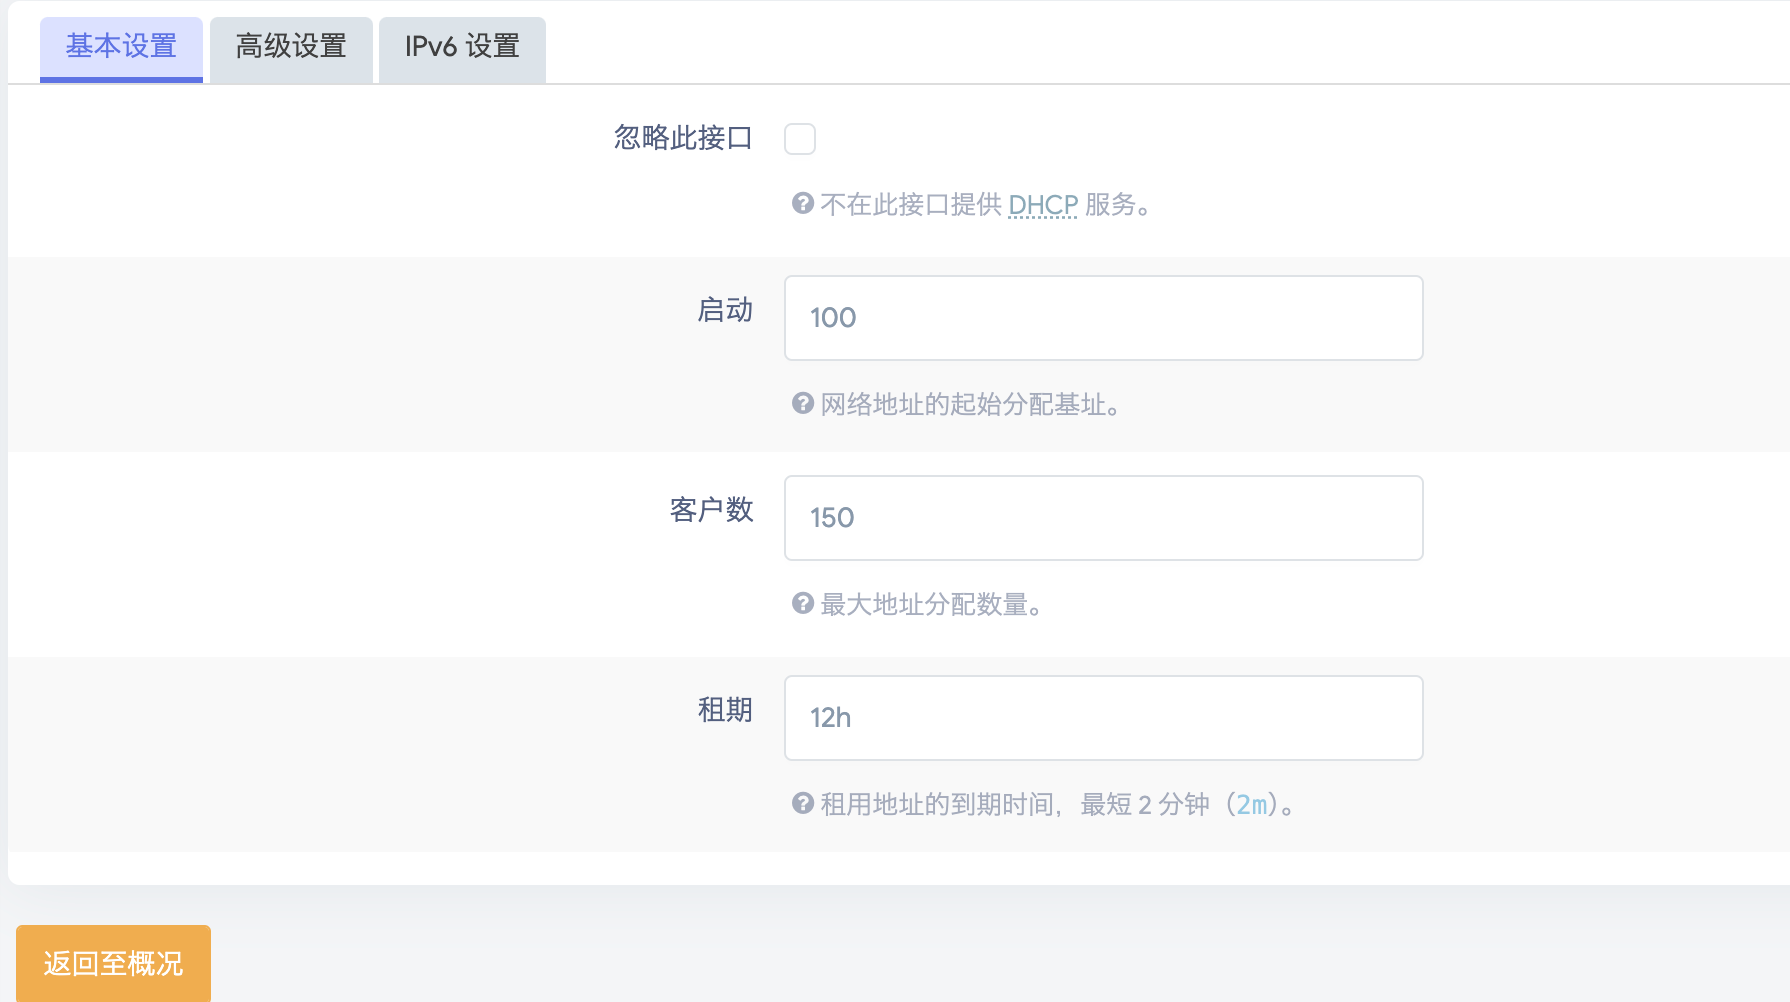 基本设置 高级设置 IPv6 设置
忽略此接口
不在此接口提供 DHCP 服务。
启动 100
网络地址的起始分配基址。
客户数 150
最大地址分配数量。
租期 12h
租用地址的到期时间，最短 2 分钟（2m）。
返回至概况